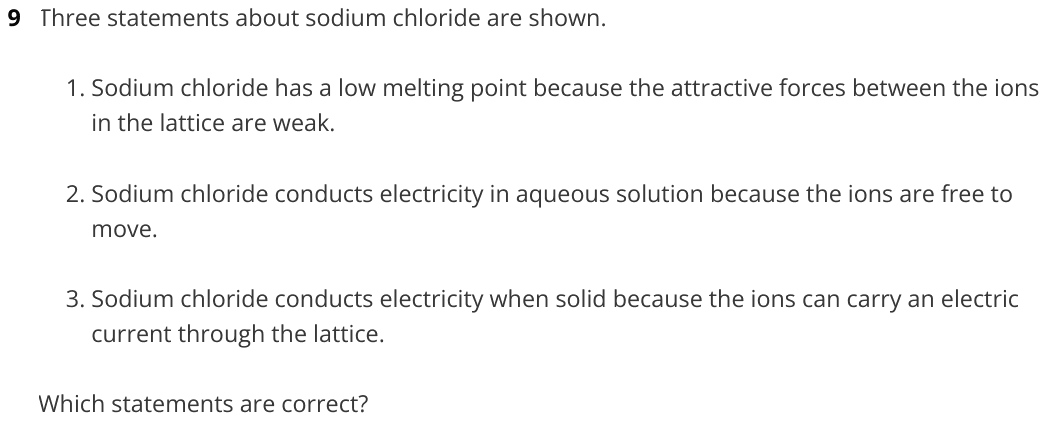 9 Three statements about sodium chloride are shown.
1. Sodium chloride has a low melting point because the attractive forces between the ions
in the lattice are weak.
2. Sodium chloride conducts electricity in aqueous solution because the ions are free to
move.
3. Sodium chloride conducts electricity when solid because the ions can carry an electric
current through the lattice.
Which statements are correct?